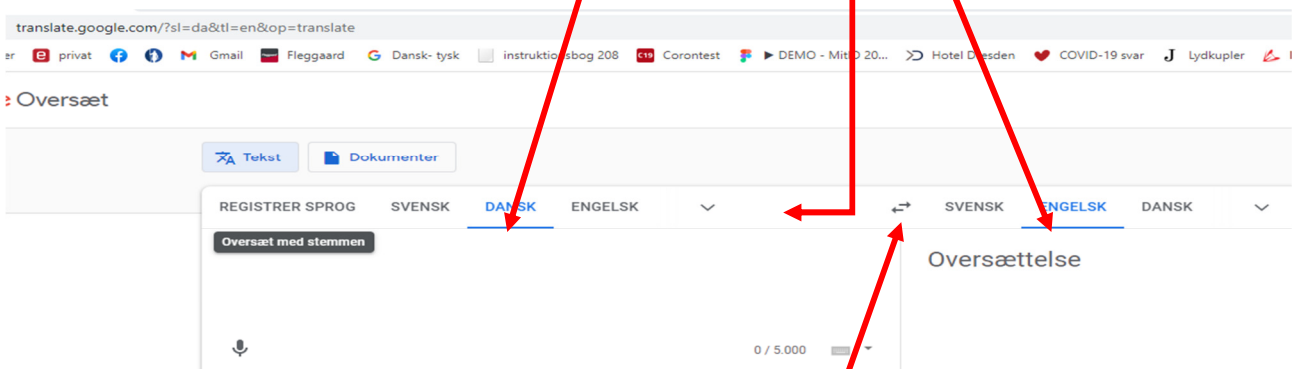 translate.google.com/?sl=da&tl=en&op=translate
er e privat Gmail Fleggaard G Dansk- tysk instruktionsbog 208 C19 Corontest ► DEMO - MitID 20... Hotel Dresden COVID-19 svar J Lydkupler
Oversæt
Tekst Dokumenter
REGISTRER SPROG SVENSK DANSK ENGELSK SVENSK ENGELSK DANSK
Oversæt med stemmen
Oversættelse
0 / 5.000